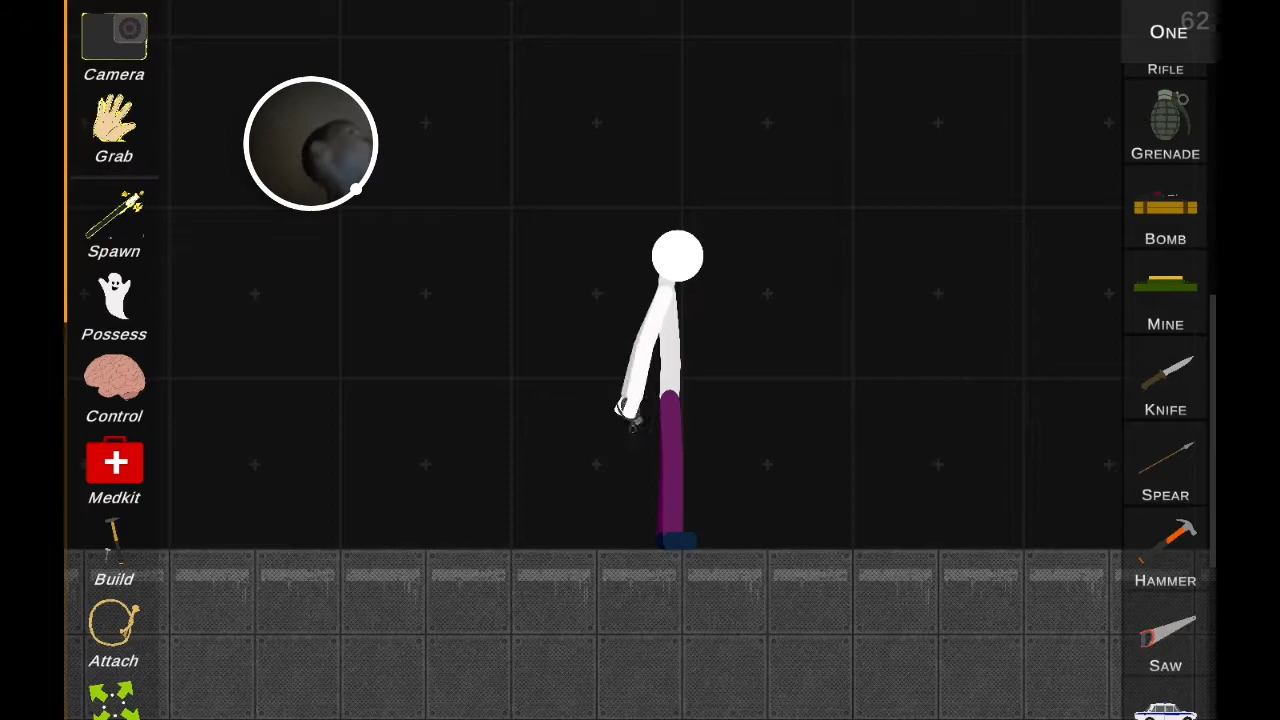 Camera
Grab
Spawn
Possess
Control
Medkit
Build
Attach
62
ONE
RIFLE
GRENADE
BOMB
MINE
KNIFE
SPEAR
HAMMER
SAW